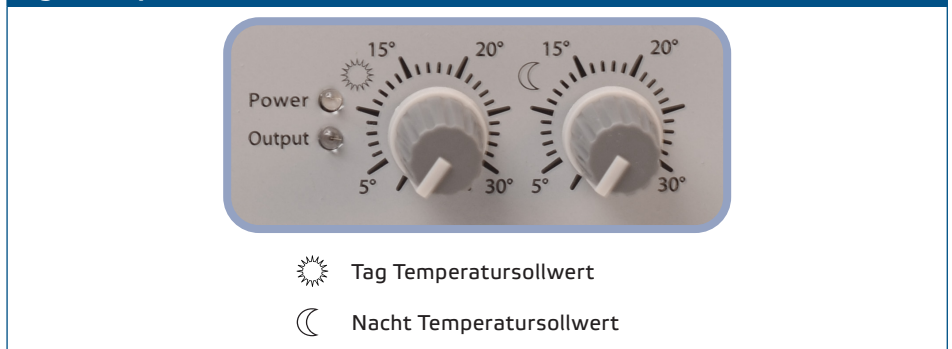 15° 20° 15° 20°
Power
Output
5° 30° 5° 30°
Tag Temperatursollwert
Nacht Temperatursollwert